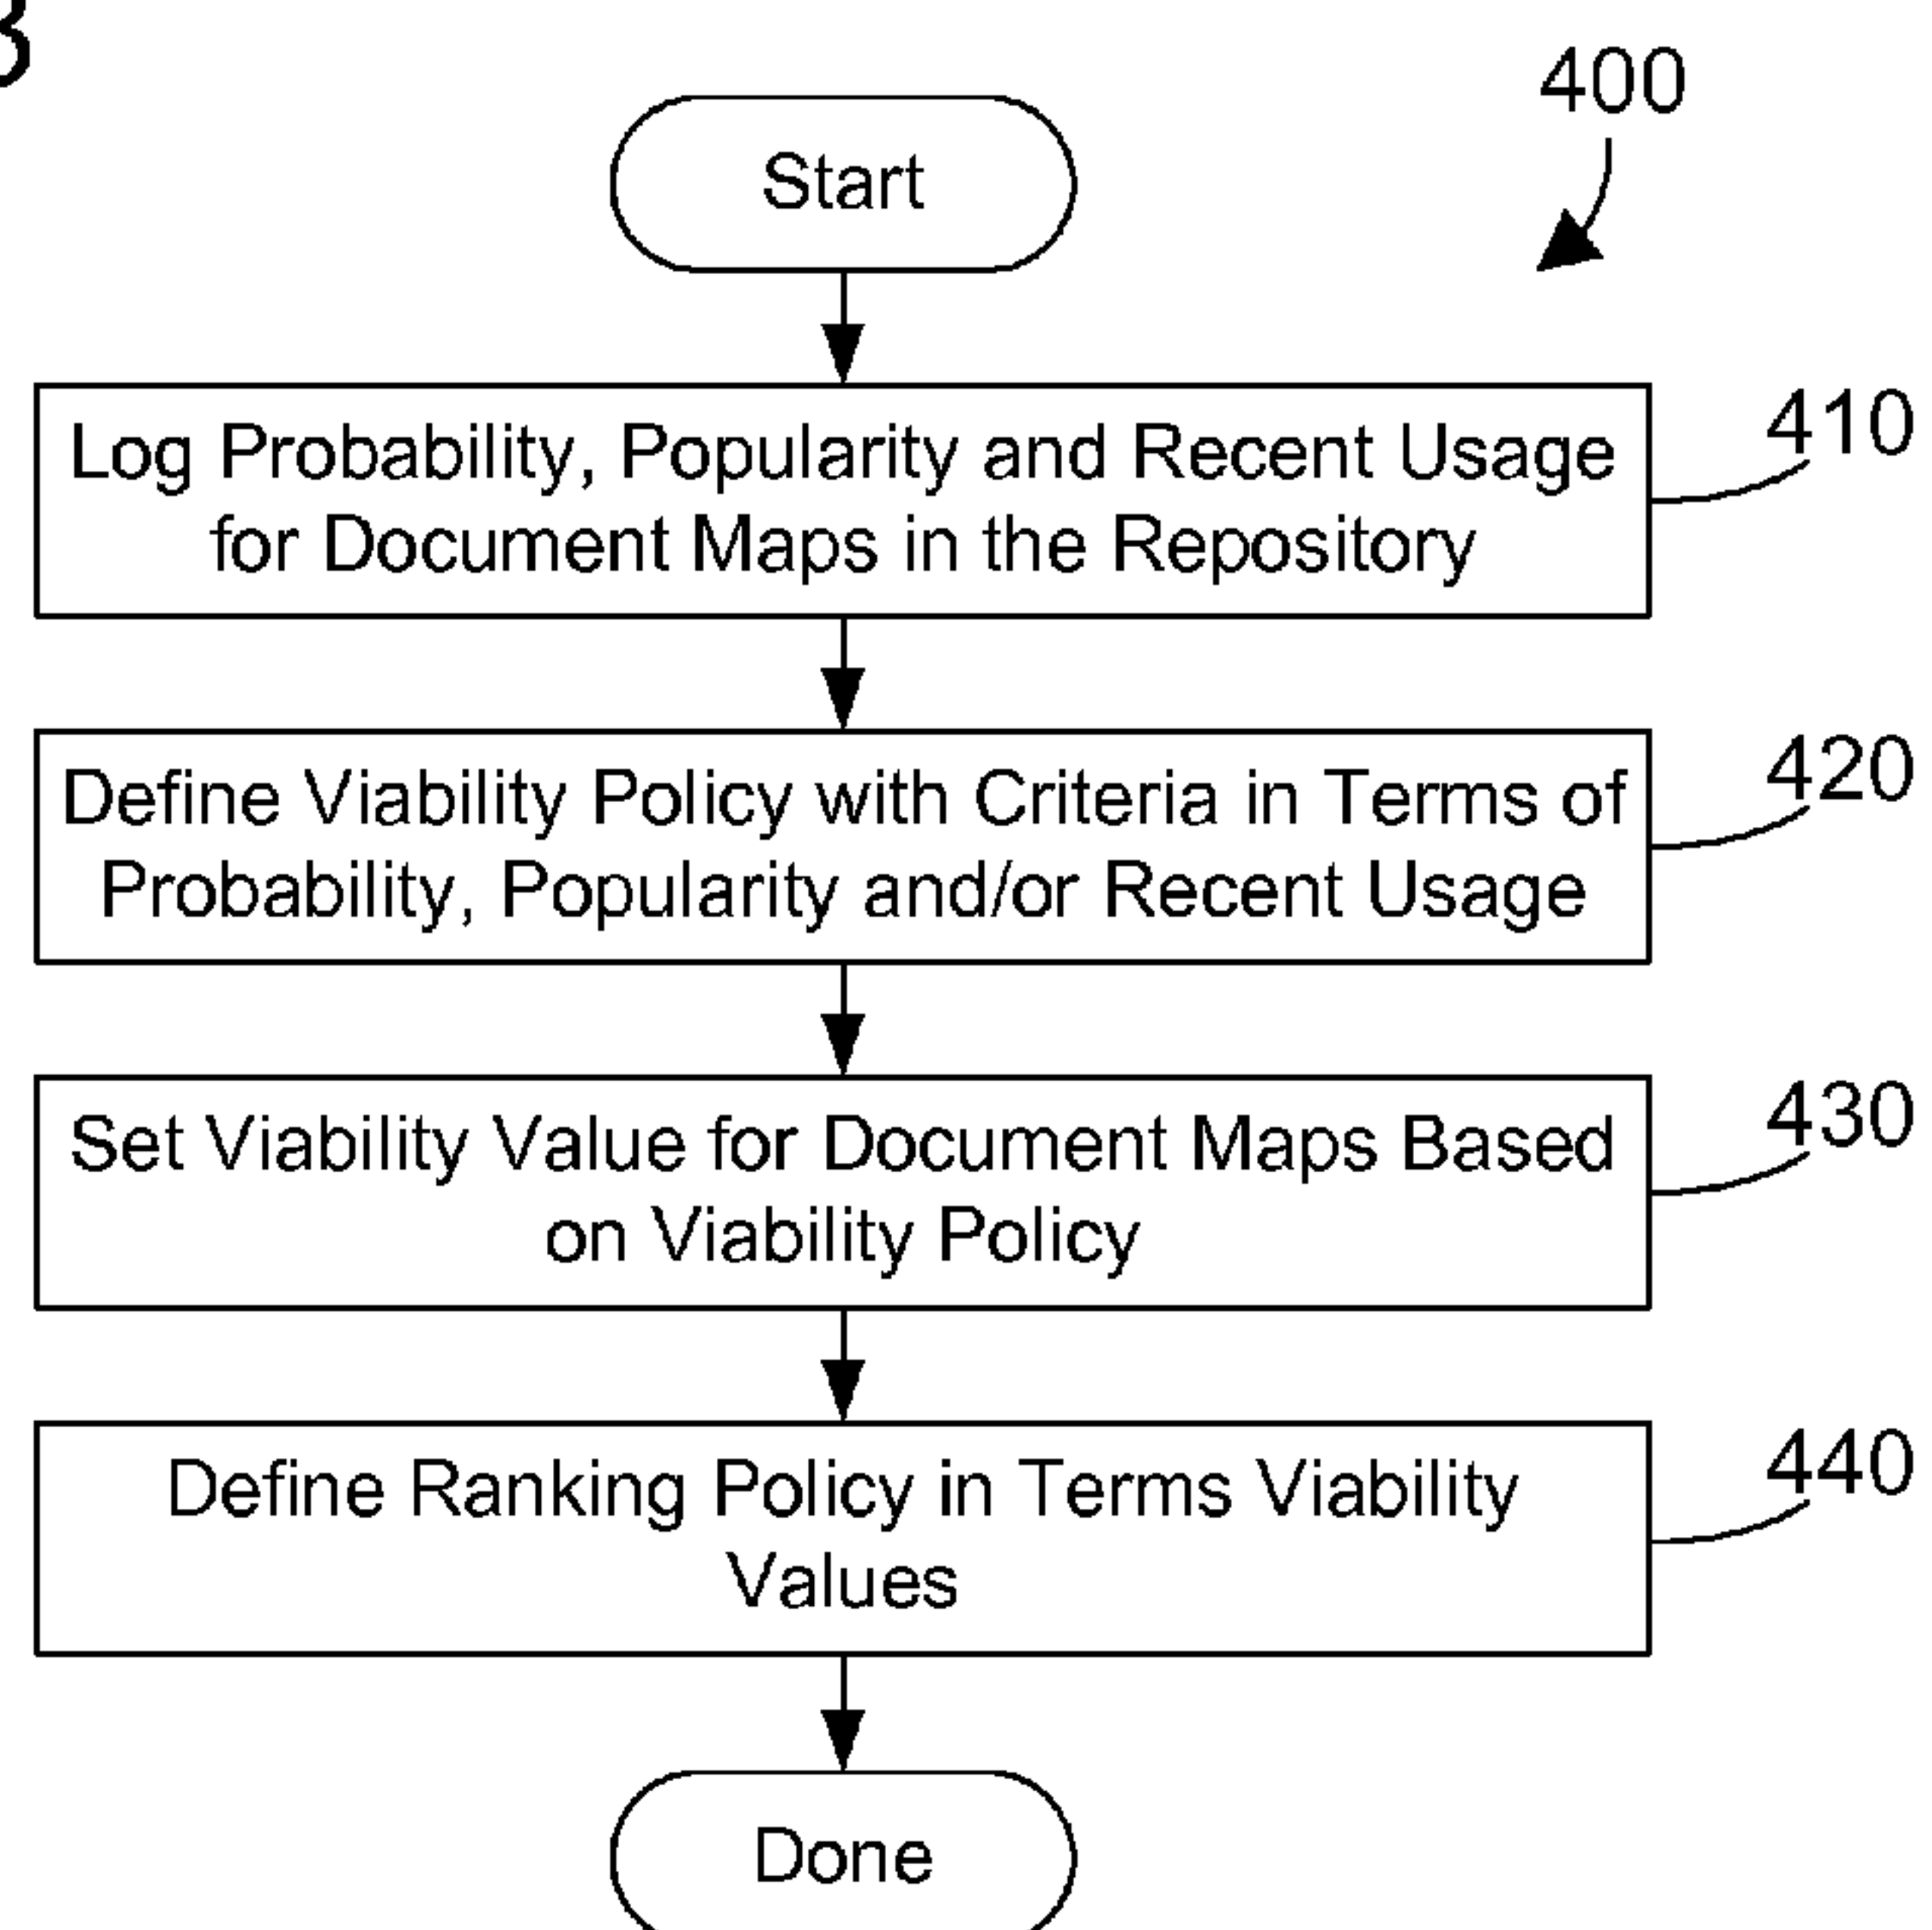 400
Start
Log Probability, Popularity and Recent Usage
for Document Maps in the Repository
410
Define Viability Policy with Criteria in Terms of
Probability, Popularity and/or Recent Usage
420
Set Viability Value for Document Maps Based
on Viability Policy
430
Define Ranking Policy in Terms Viability
Values
440
Done